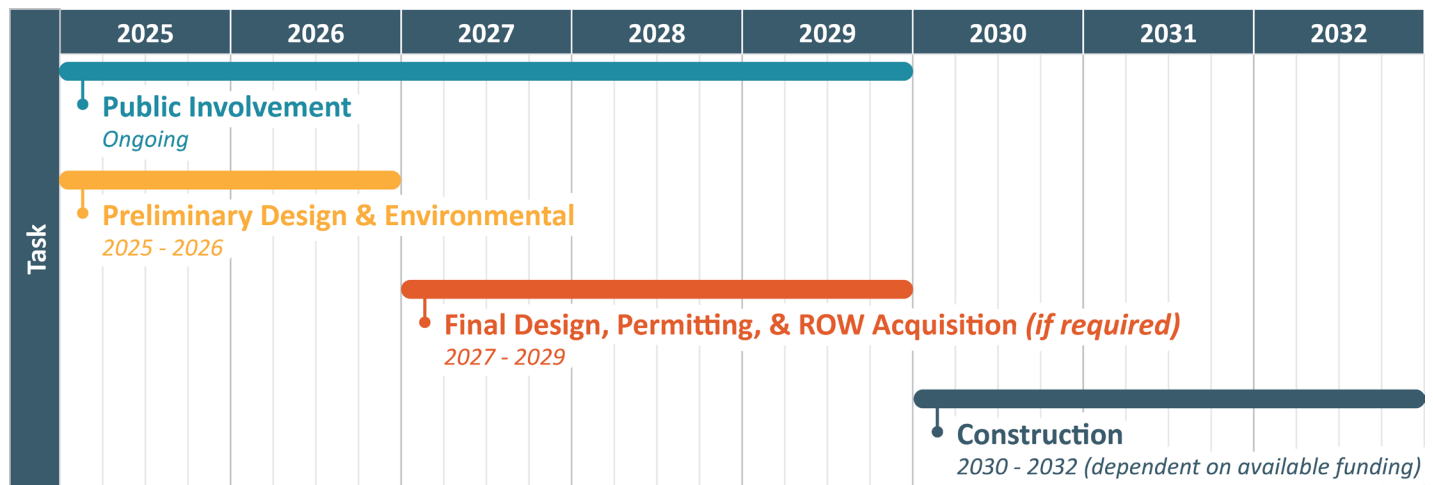 2025 2026 2027 2028 2029 2030 2031 2032
Task
Public Involvement
Ongoing
Preliminary Design & Environmental
2025 - 2026
Final Design, Permitting, & ROW Acquisition (if required)
2027 - 2029
Construction
2030 - 2032 (dependent on available funding)